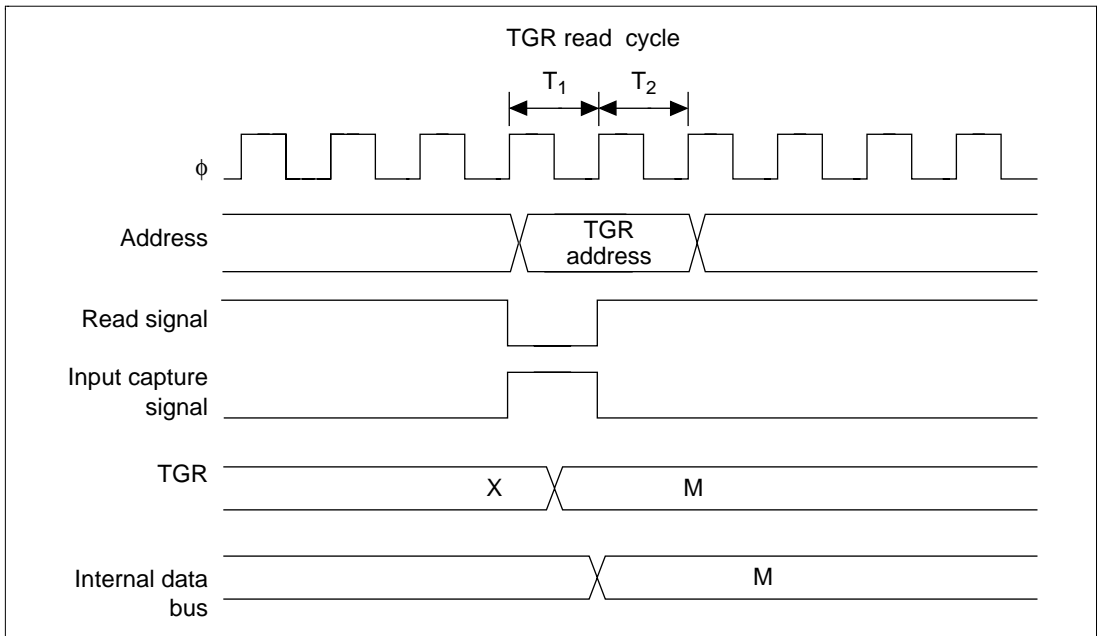 TGR read cycle
T1 T2
ϕ
Address
TGR
address
Read signal
Input capture
signal
TGR
X M
Internal data
bus
M